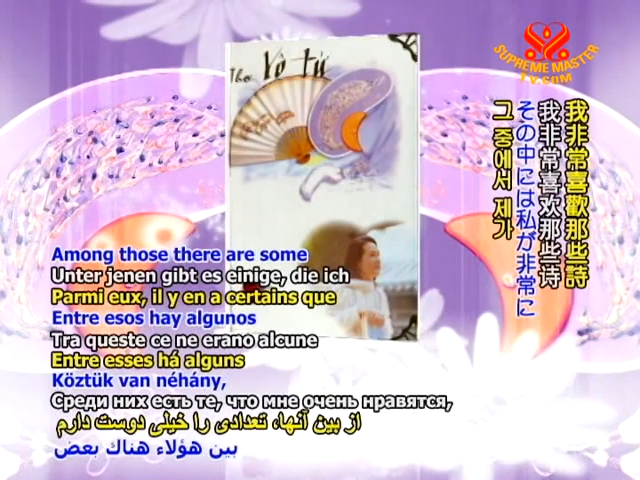 SUPREME MASTER
TV.COM
Thơ Vô tử
我非常喜歡那些詩
我非常喜欢那些诗
その中には私が非常に
그 중에서 제가
Among those there are some
Unter jenen gibt es einige, die ich
Parmi eux, il y en a certains que
Entre esos hay algunos
Tra queste ce ne erano alcune
Entre esses há alguns
Köztük van néhány,
Среди них есть те, что мне очень нравятся,
از بین آنها، تعدادی را خیلی دوست دارم
بين هؤلاء هناك بعض